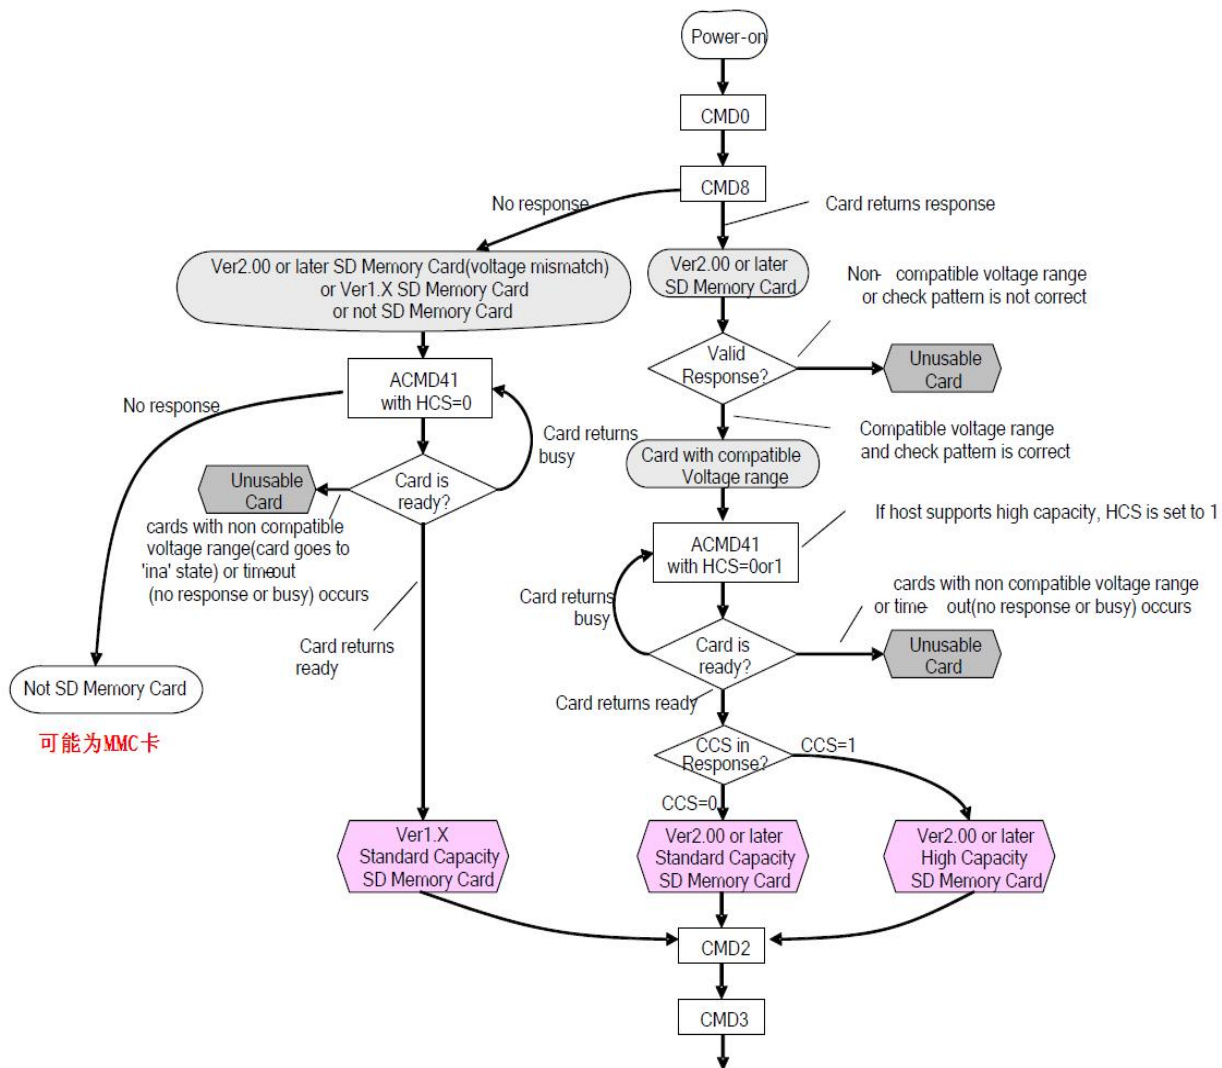 Power-on
CMD0
CMD8
No response
Card returns response
Ver2.00 or later SD Memory Card(voltage mismatch)
or Ver1.X SD Memory Card
or not SD Memory Card
Ver2.00 or later
SD Memory Card
Non- compatible voltage range
or check pattern is not correct
Valid
Response?
Unusable
Card
ACMD41
with HCS=0
No response
Card returns
busy
Compatible voltage range
and check pattern is correct
Card with compatible
Voltage range
Card is
ready?
Unusable
Card
cards with non compatible
voltage range(card goes to
'ina' state) or timeout
(no response or busy) occurs
If host supports high capacity, HCS is set to 1
ACMD41
with HCS=0or1
cards with non compatible voltage range
or time- out(no response or busy) occurs
Card returns
busy
Card is
ready?
Unusable
Card
Card returns
ready
Not SD Memory Card
可能为MMC卡
Card returns ready
CCS in
Response?
CCS=1
CCS=0
Ver1.X
Standard Capacity
SD Memory Card
Ver2.00 or later
Standard Capacity
SD Memory Card
Ver2.00 or later
High Capacity
SD Memory Card
CMD2
CMD3